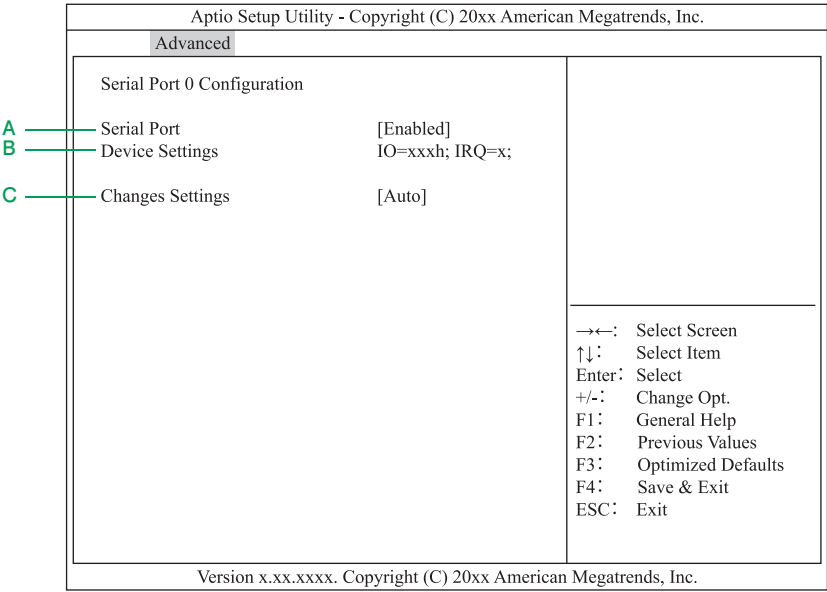 Aptio Setup Utility - Copyright (C) 20xx American Megatrends, Inc.
Advanced
Serial Port 0 Configuration
A Serial Port [Enabled]
B Device Settings IO=xxxh; IRQ=x;
C Changes Settings [Auto]
→←: Select Screen
↑↓: Select Item
Enter: Select
+/-: Change Opt.
F1: General Help
F2: Previous Values
F3: Optimized Defaults
F4: Save & Exit
ESC: Exit
Version x.xx.xxxx. Copyright (C) 20xx American Megatrends, Inc.